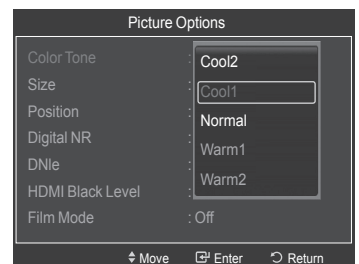 Picture Options
Color Tone : Cool2
Size : Cool1
Position : Normal
Digital NR : Warm1
DNIe : Warm2
HDMI Black Level :
Film Mode : Off
Move Enter Return